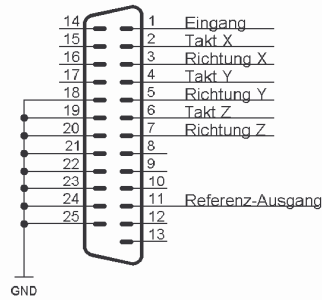 14 1 Eingang
15 2 Takt X
16 3 Richtung X
17 4 Takt Y
18 5 Richtung Y
19 6 Takt Z
20 7 Richtung Z
21 8
22 9
23 10
24 11 Referenz-Ausgang
25 12
13
GND